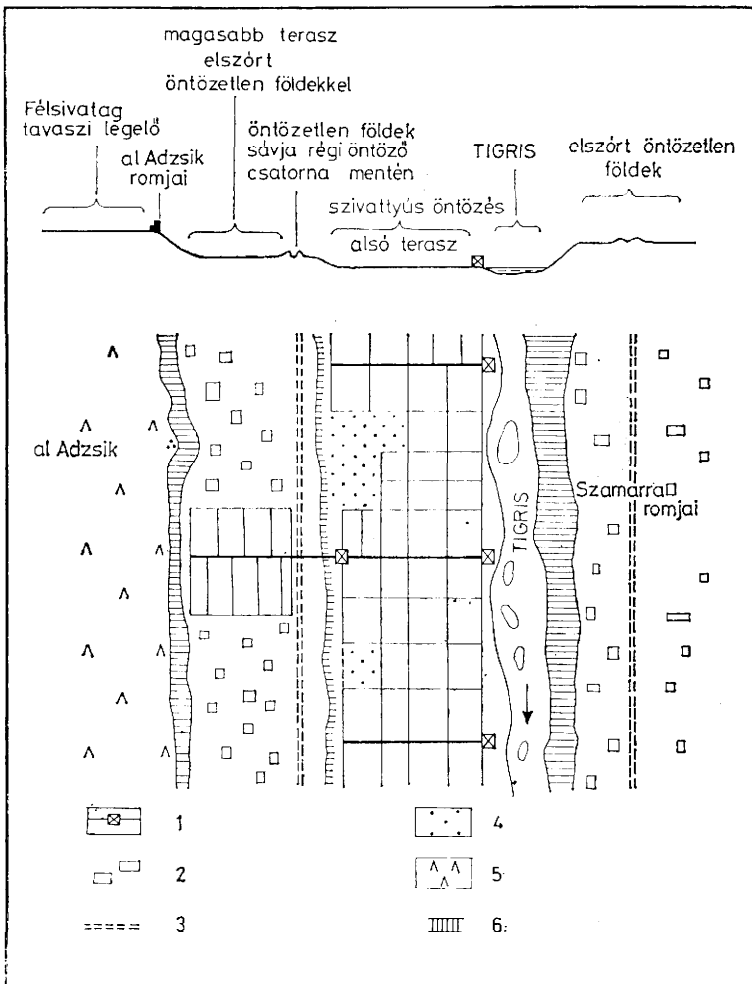 magasabb terasz
elszórt
öntözetlen földekkel
Félsivatag
tavaszi legelő
al Adzsik
romjai
öntözetlen földek
sávja régi öntöző
csatorna mentén
TIGRIS
elszórt öntözetlen
földek
szivattyús öntözés
alsó terasz
al Adzsik
TIGRIS
Szamarra
romjai
1
2
3
4
5
6